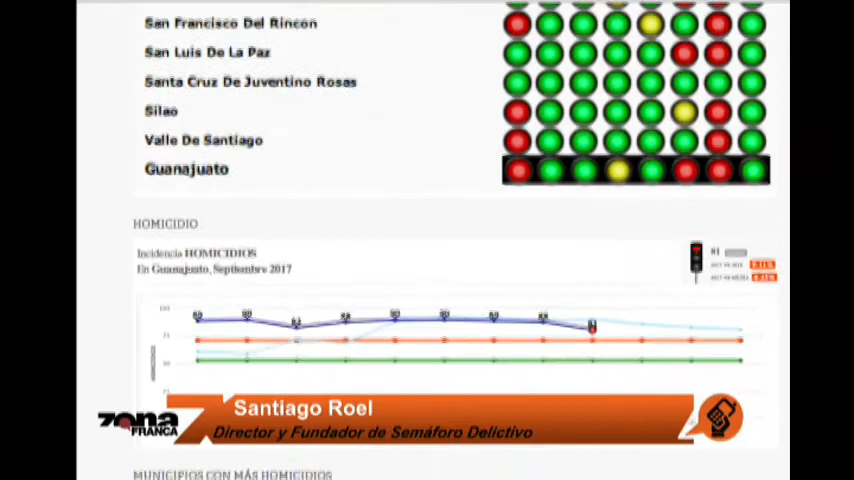 San Francisco Del Rincon
San Luis De La Paz
Santa Cruz De Juventino Rosas
Silao
Valle De Santiago
Guanajuato
HOMICIDIO
Incidencia HOMICIDIOS
En Guanajuato, Septiembre 2017
100
Santiago Roel
Director y Fundador de Semáforo Delictivo
ZONA
FRANCA
MUNICIPIOS CON MÁS HOMICIDIOS